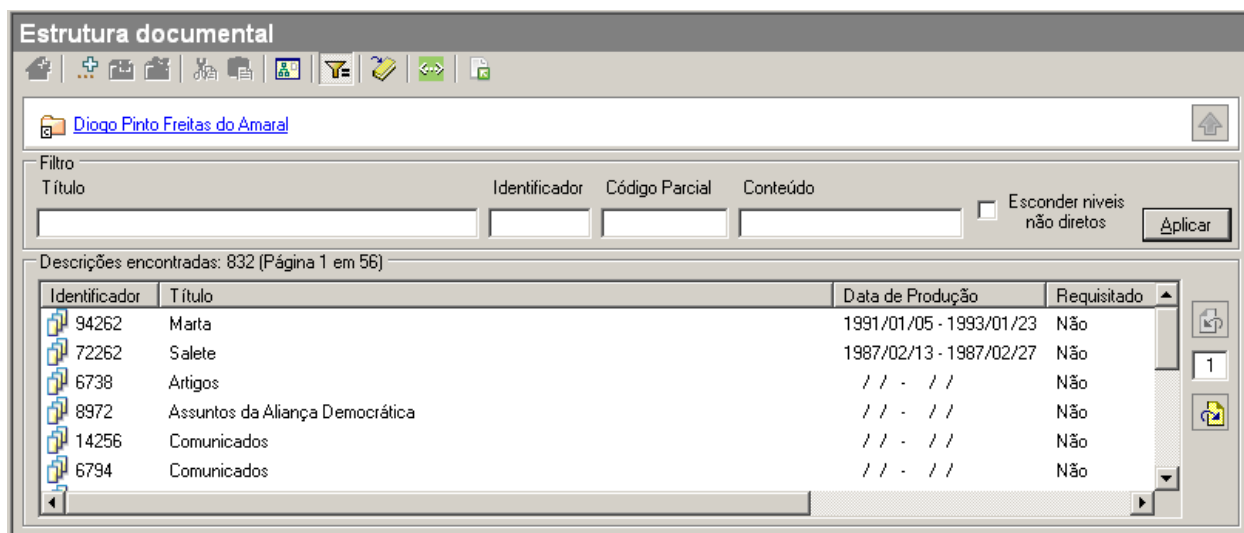 Estrutura documental
Diogo Pinto Freitas do Amaral
Filtro
Título Identificador Código Parcial Conteúdo
Esconder niveis
não diretos
Aplicar
Descrições encontradas: 832 (Página 1 em 56)
Identificador Título Data de Produção Requisitado
94262 Marta 1991/01/05 - 1993/01/23 Não
72262 Salete 1987/02/13 - 1987/02/27 Não
6738 Artigos / / - / / Não
8972 Assuntos da Aliança Democrática / / - / / Não
14256 Comunicados / / - / / Não
6794 Comunicados / / - / / Não
1